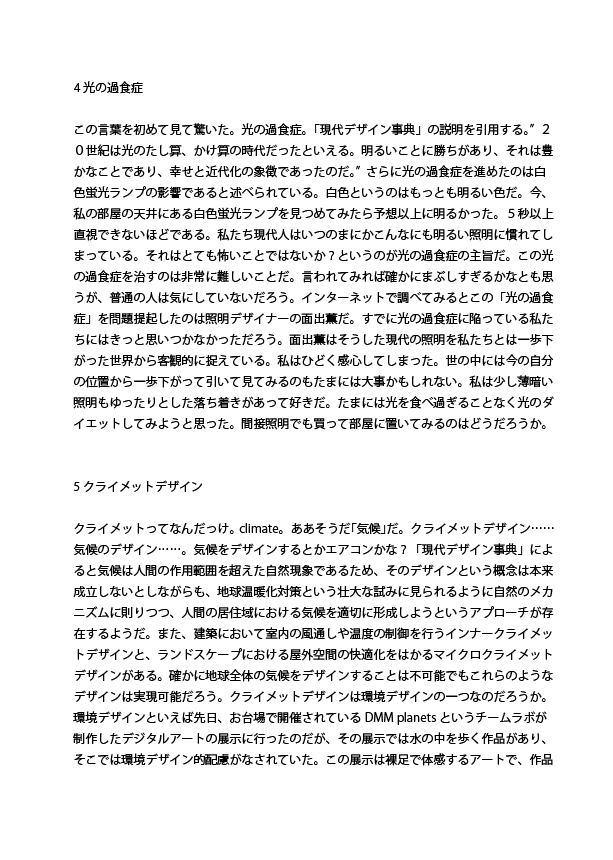 4 光の過食症
この言葉を初めて見て驚いた。光の過食症。「現代デザイン事典」の説明を引用する。”２
０世紀は光のたし算、かけ算の時代だったといえる。明るいことに勝ちがあり、それは豊
かなことであり、幸せと近代化の象徴であったのだ。”さらに光の過食症を進めたのは白
色蛍光ランプの影響であると述べられている。白色というのはもっとも明るい色だ。今、
私の部屋の天井にある白色蛍光ランプを見つめてみたら予想以上に明るかった。５秒以上
直視できないほどである。私たち現代人はいつのまにかこんなにも明るい照明に慣れてし
まっている。それはとても怖いことではないか？というのが光の過食症の主旨だ。この光
の過食症を治すのは非常に難しいことだ。言われてみれば確かにまぶしすぎるかなとも思
うが、普通の人は気にしていないだろう。インターネットで調べてみるとこの「光の過食
症」を問題提起したのは照明デザイナーの面出薫だ。すでに光の過食症に陥っている私た
ちにはきっと思いつかなかっただろう。面出薫はそうした現代の照明を私たちとは一歩下
がった世界から客観的に捉えている。私はひどく感心してしまった。世の中には今の自分
の位置から一歩下がって引いて見てみるのもたまには大事かもしれない。私は少し薄暗い
照明もゆったりとした落ち着きがあって好きだ。たまには光を食べ過ぎることなく光のダ
イエットしてみようと思った。間接照明でも買って部屋に置いてみるのはどうだろうか。
5 クライメットデザイン
クライメットってなんだっけ。climate。ああそうだ「気候」だ。クライメットデザイン……
気候のデザイン……。気候をデザインするとかエアコンかな？「現代デザイン事典」によ
ると気候は人間の作用範囲を超えた自然現象であるため、そのデザインという概念は本来
成立しないとしながらも、地球温暖化対策という壮大な試みに見られるように自然のメカ
ニズムに則りつつ、人間の居住域における気候を適切に形成しようというアプローチが存
在するようだ。また、建築において室内の風通しや温度の制御を行うインナークライメッ
トデザインと、ランドスケープにおける屋外空間の快適化をはかるマイクロクライメット
デザインがある。確かに地球全体の気候をデザインすることは不可能でもこれらのような
デザインは実現可能だろう。クライメットデザインは環境デザインの一つなのだろうか。
環境デザインといえば先日、お台場で開催されている DMM planets というチームラボが
制作したデジタルアートの展示に行ったのだが、その展示では水の中を歩く作品があり、
そこでは環境デザイン的配慮がなされていた。この展示は裸足で体感するアートで、作品